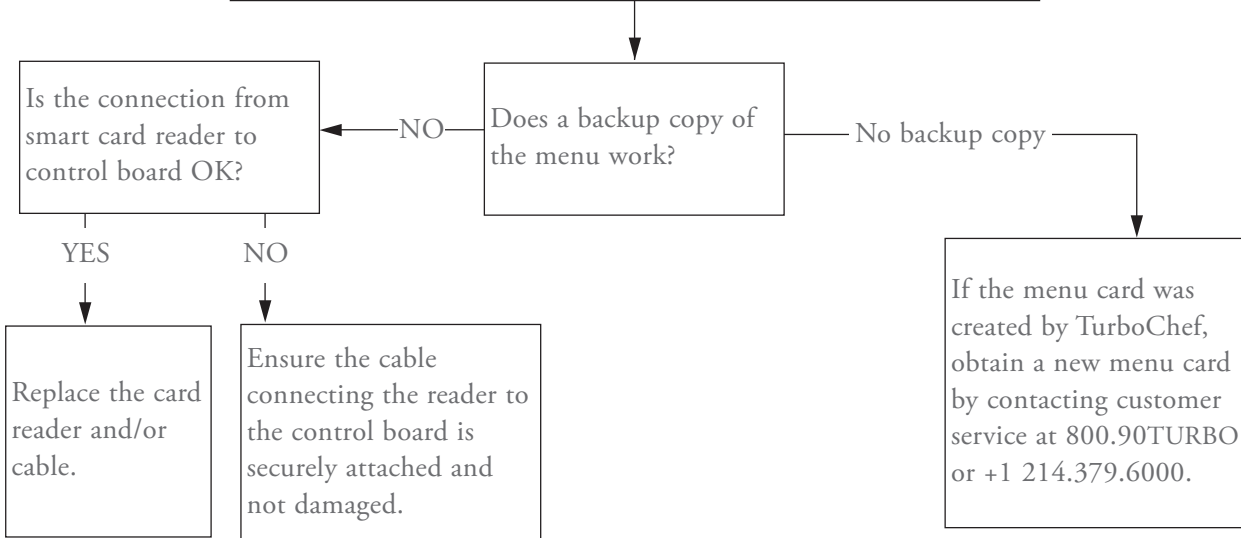 Does a backup copy of
the menu work?
NO
No backup copy
Is the connection from
smart card reader to
control board OK?
YES
NO
Replace the card
reader and/or
cable.
Ensure the cable
connecting the reader to
the control board is
securely attached and
not damaged.
If the menu card was
created by TurboChef,
obtain a new menu card
by contacting customer
service at 800.90TURBO
or +1 214.379.6000.